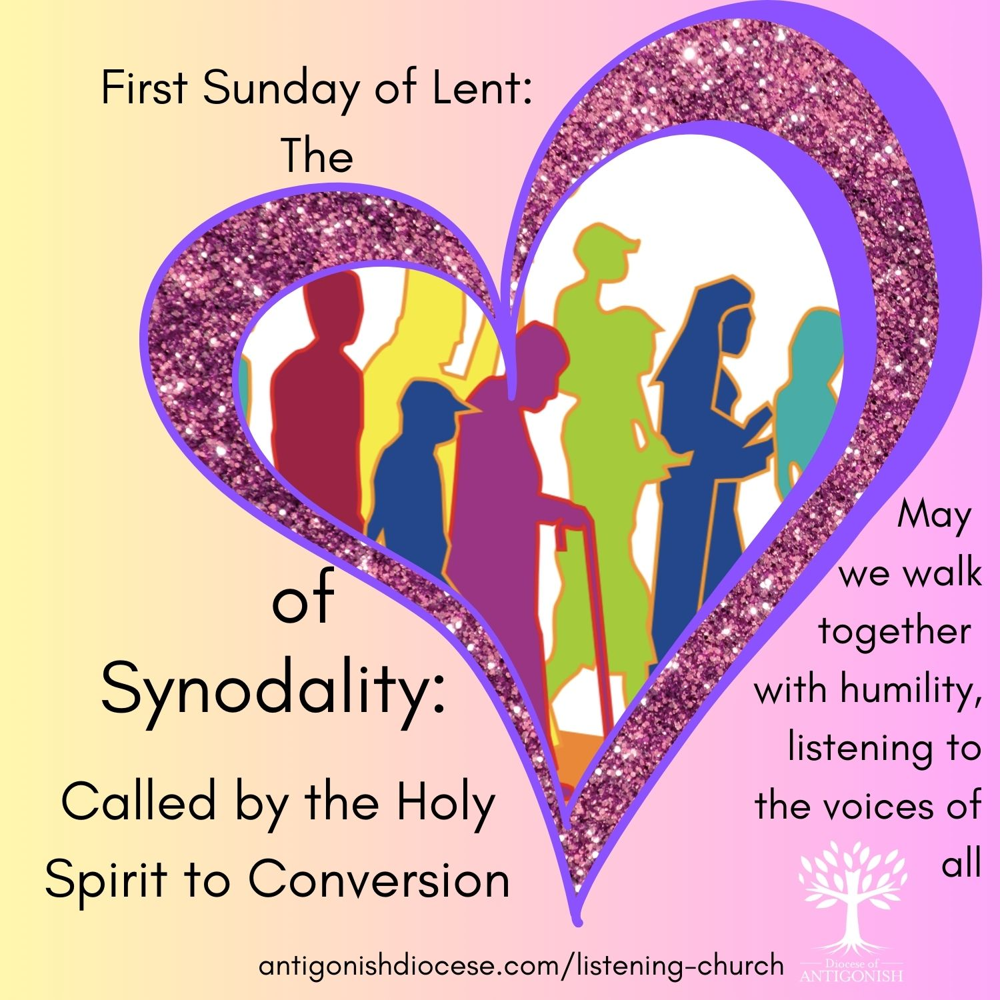 First Sunday of Lent:
The
of
Synodality:
Called by the Holy
Spirit to Conversion
May
we walk
together
with humility,
listening to
the voices of
all
antigonishdiocese.com/listening-church
Diocese of
ANTIGONISH